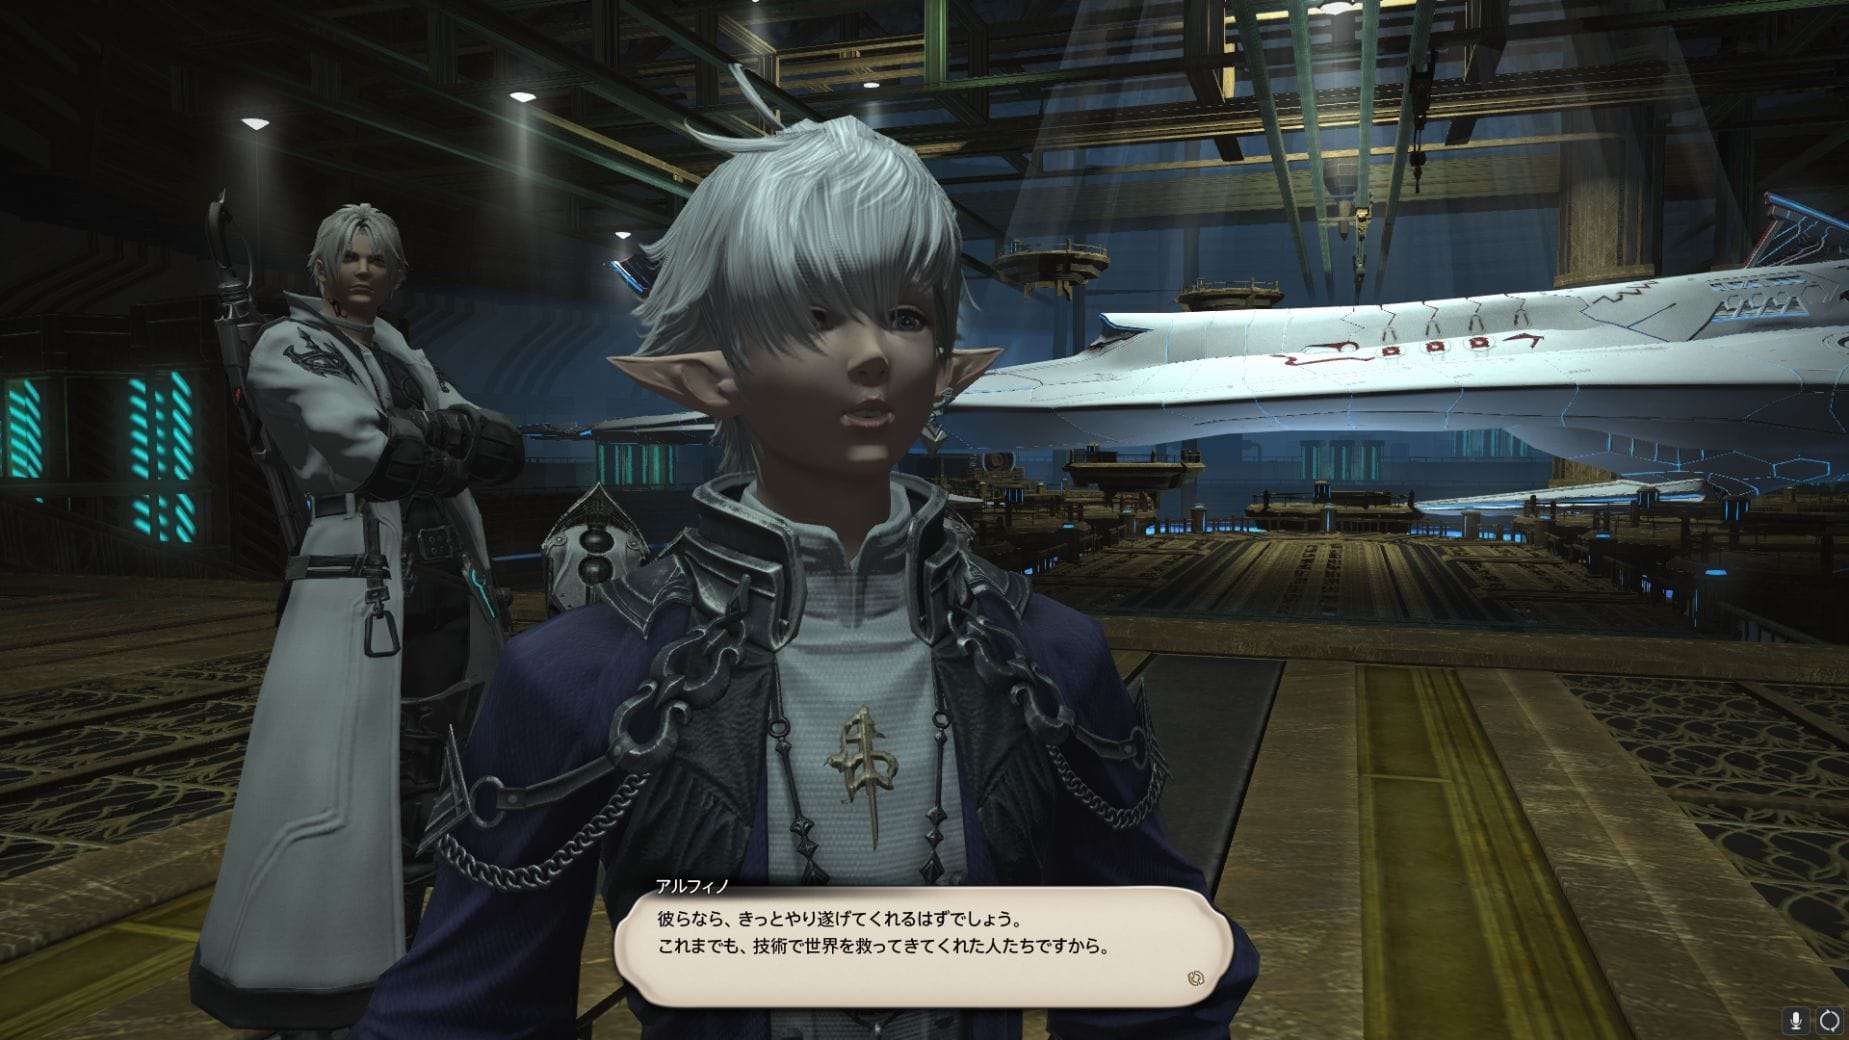 アルフィノ
彼らなら、きっとやり遂げてくれるはずでしょう。
これまでも、技術で世界を救ってきてくれた人たちですから。